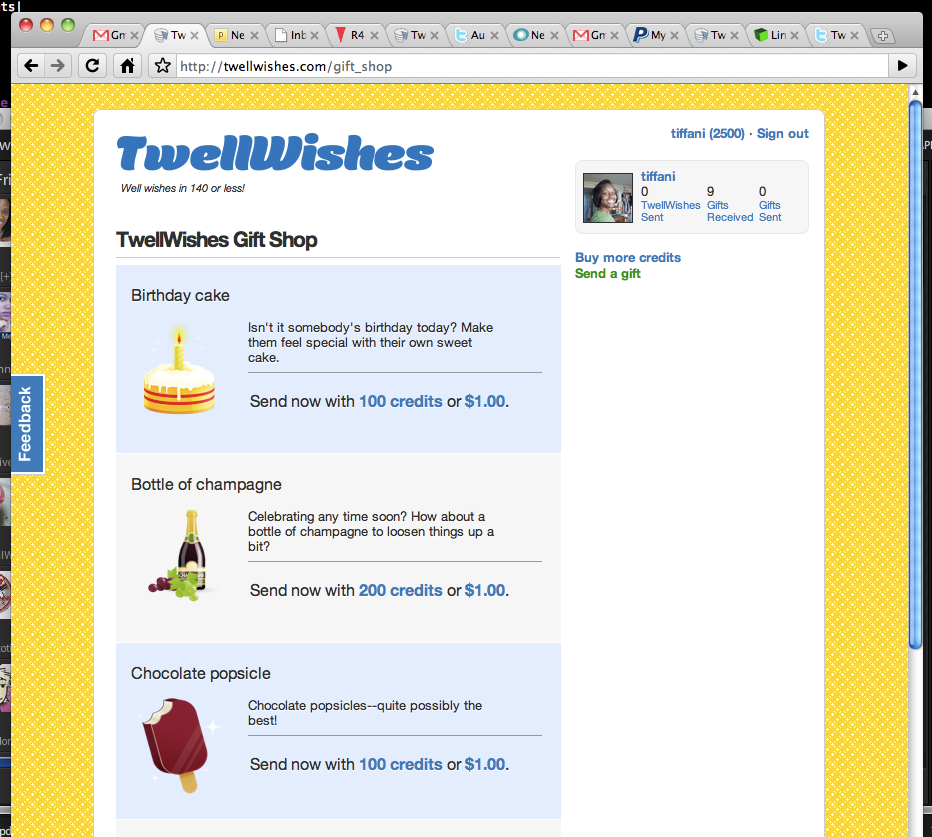 ts|
Gm
Tw
Ne
Inb
R4
Tw
Au
Ne
Gm
My
Tw
Lin
Tw
http://twellwishes.com/gift_shop
tiffani (2500) · Sign out
TwellWishes
Well wishes in 140 or less!
tiffani
0 9 0
TwellWishes Gifts Gifts
Sent Received Sent
TwellWishes Gift Shop
Buy more credits
Send a gift
Birthday cake
Isn't it somebody's birthday today? Make
them feel special with their own sweet
cake.
Send now with 100 credits or $1.00.
Feedback
Bottle of champagne
Celebrating any time soon? How about a
bottle of champagne to loosen things up a
bit?
Send now with 200 credits or $1.00.
Chocolate popsicle
Chocolate popsicles--quite possibly the
best!
Send now with 100 credits or $1.00.